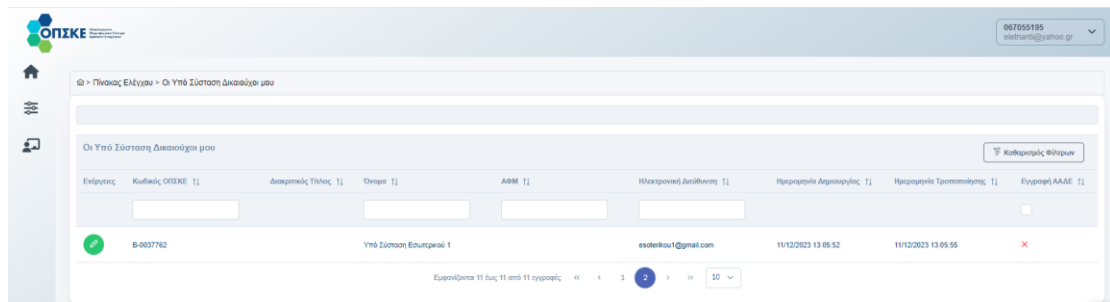 067055195
ΟΠΣΚΕ
eletrianti@yahoo.gr
> Πίνακας Ελέγχου > Οι Υπό Σύσταση Δικαιούχοι μου
Οι Υπό Σύσταση Δικαιούχοι μου
Καθαρισμός Φίλτρων
Ενέργειες Κωδικός ΟΠΣΚΕ Διακριτικός Τίτλος Όνομα ΑΦΜ Ηλεκτρονική Διεύθυνση Ημερομηνία Δημιουργίας Ημερομηνία Τροποποίησης Εγγραφή ΑΑΔΕ
B-0037762 Υπό Σύσταση Εσωτερικού 1 esoterikou1@gmail.com 11/12/2023 13:05:52 11/12/2023 13:05:55
Εμφανίζονται 11 έως 11 από 11 εγγραφές « ‹ 1 2 › » 10